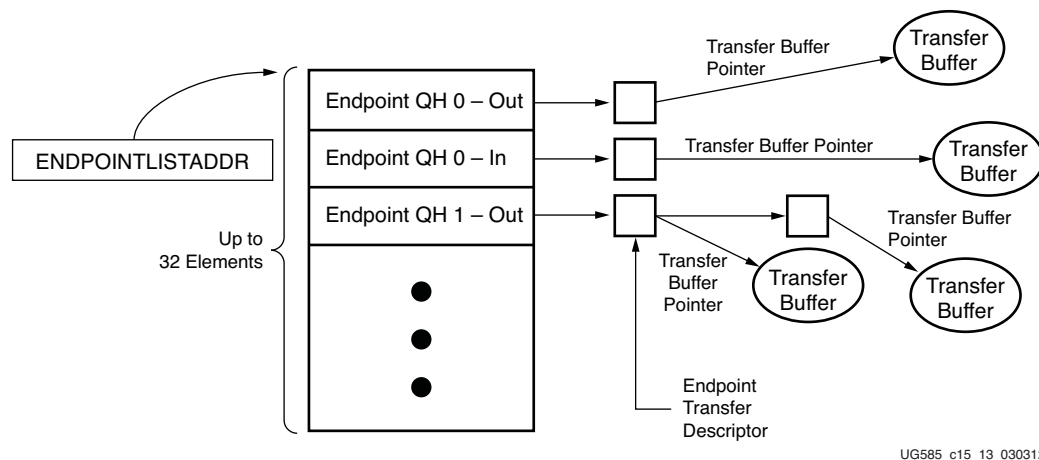 Transfer
Buffer
Transfer Buffer
Pointer
Endpoint QH 0 – Out
ENDPOINTLISTADDR
Endpoint QH 0 – In
Transfer Buffer Pointer
Transfer
Buffer
Endpoint QH 1 – Out
Transfer Buffer
Pointer
Up to
32 Elements
Transfer
Buffer
Pointer
Transfer
Buffer
Transfer
Buffer
Endpoint
Transfer
Descriptor